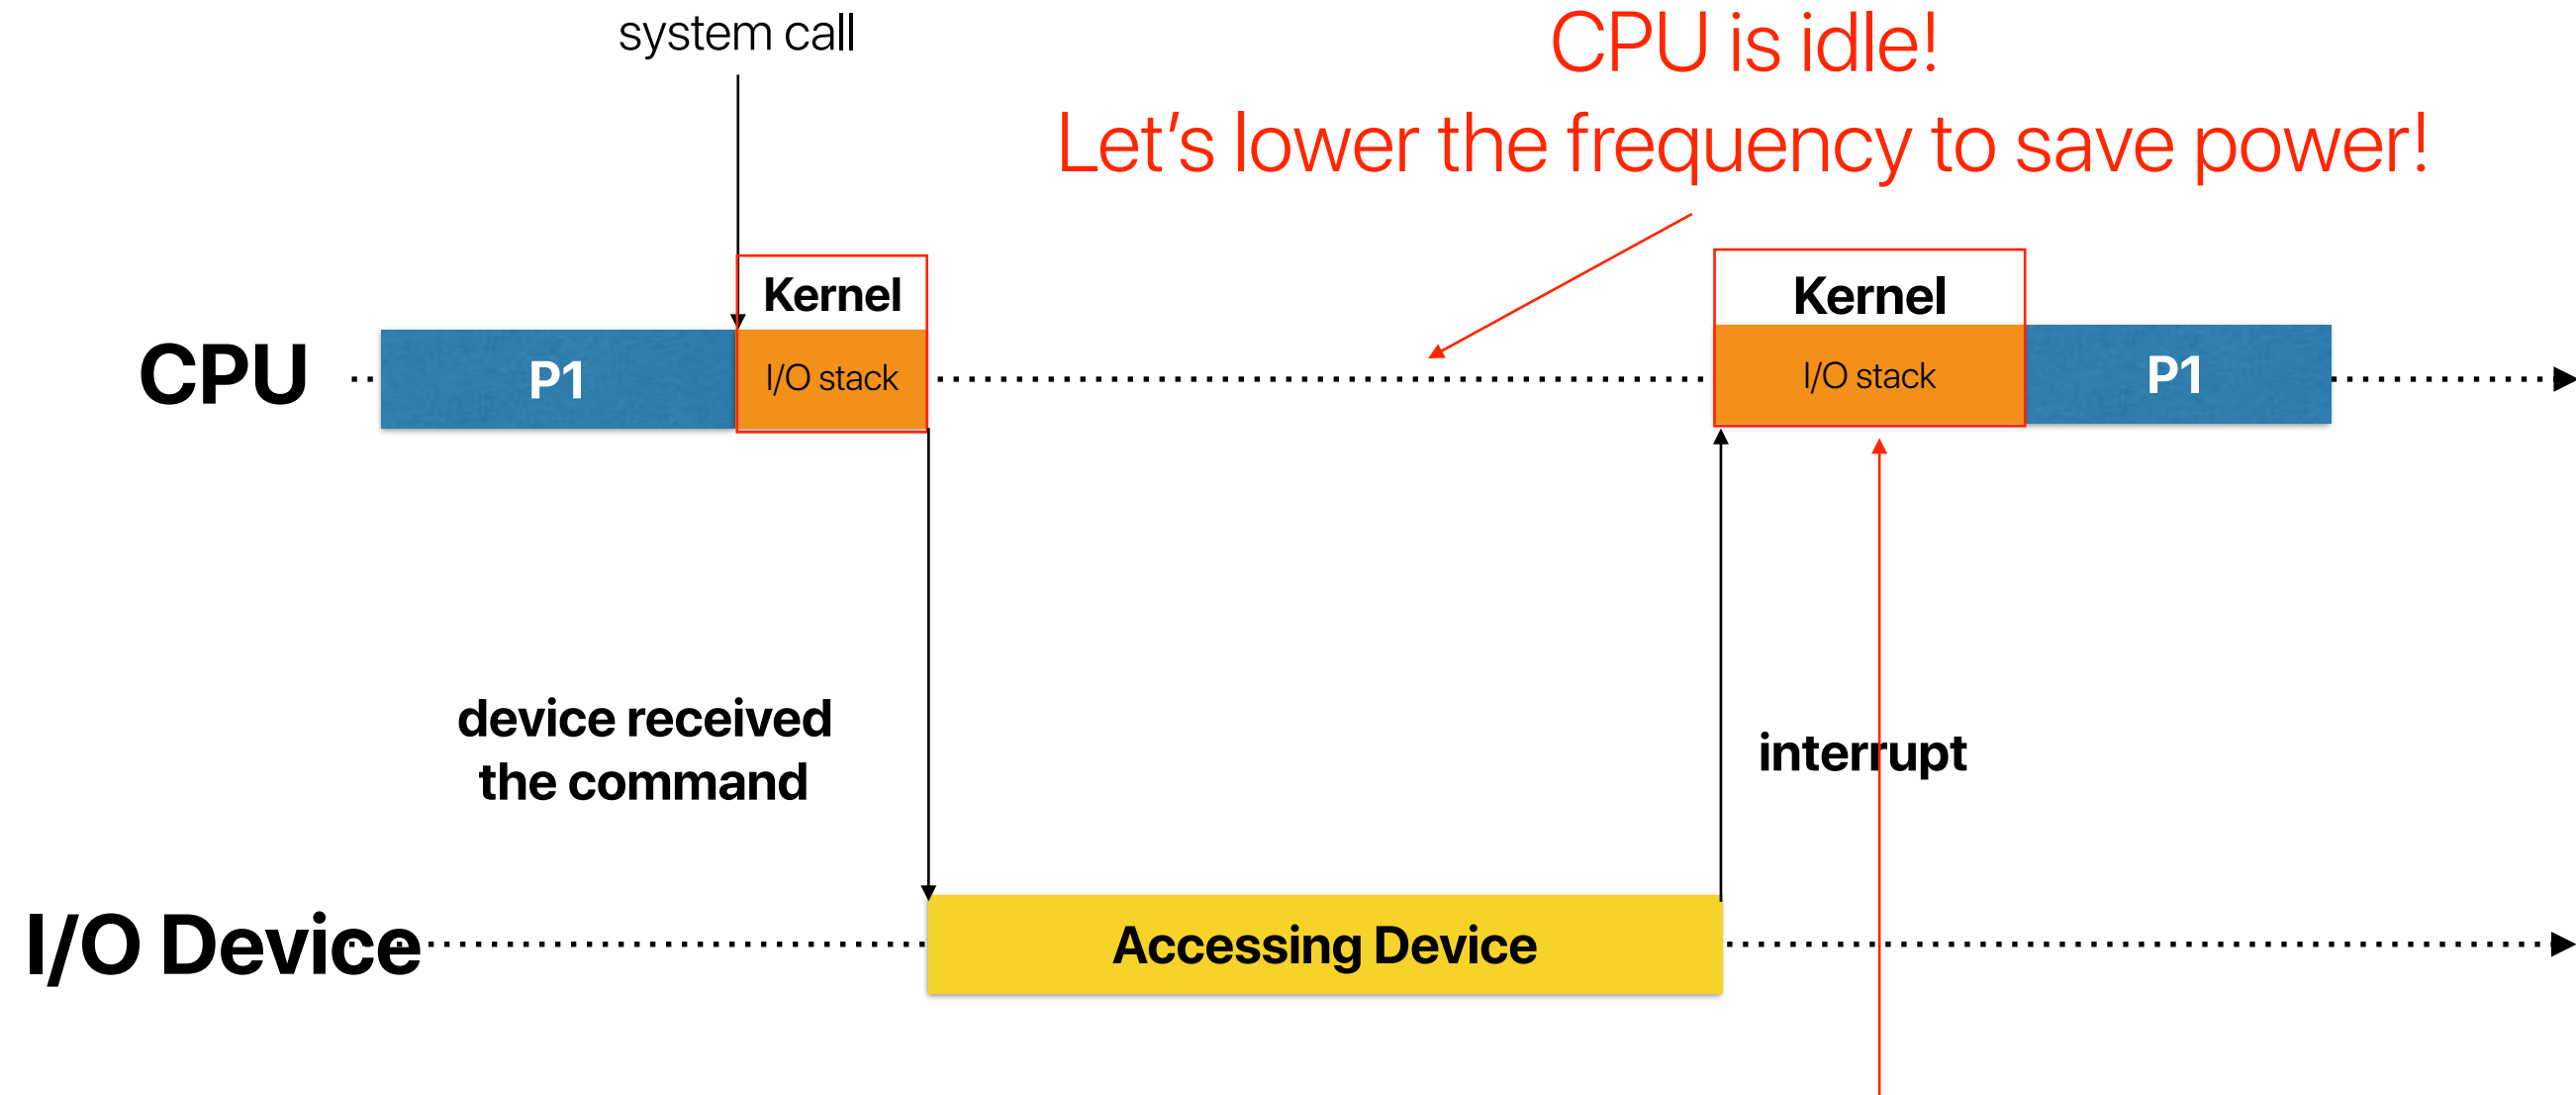 system call
CPU is idle!
Let’s lower the frequency to save power!
Kernel
Kernel
CPU
P1
I/O stack
I/O stack
P1
device received
the command
interrupt
I/O Device
Accessing Device